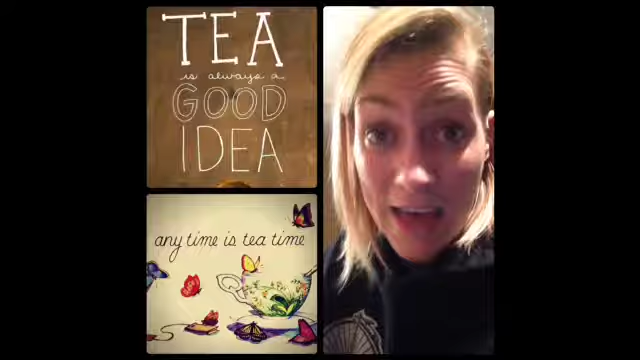 TEA
is always a
GOOD
IDEA
any time is tea time